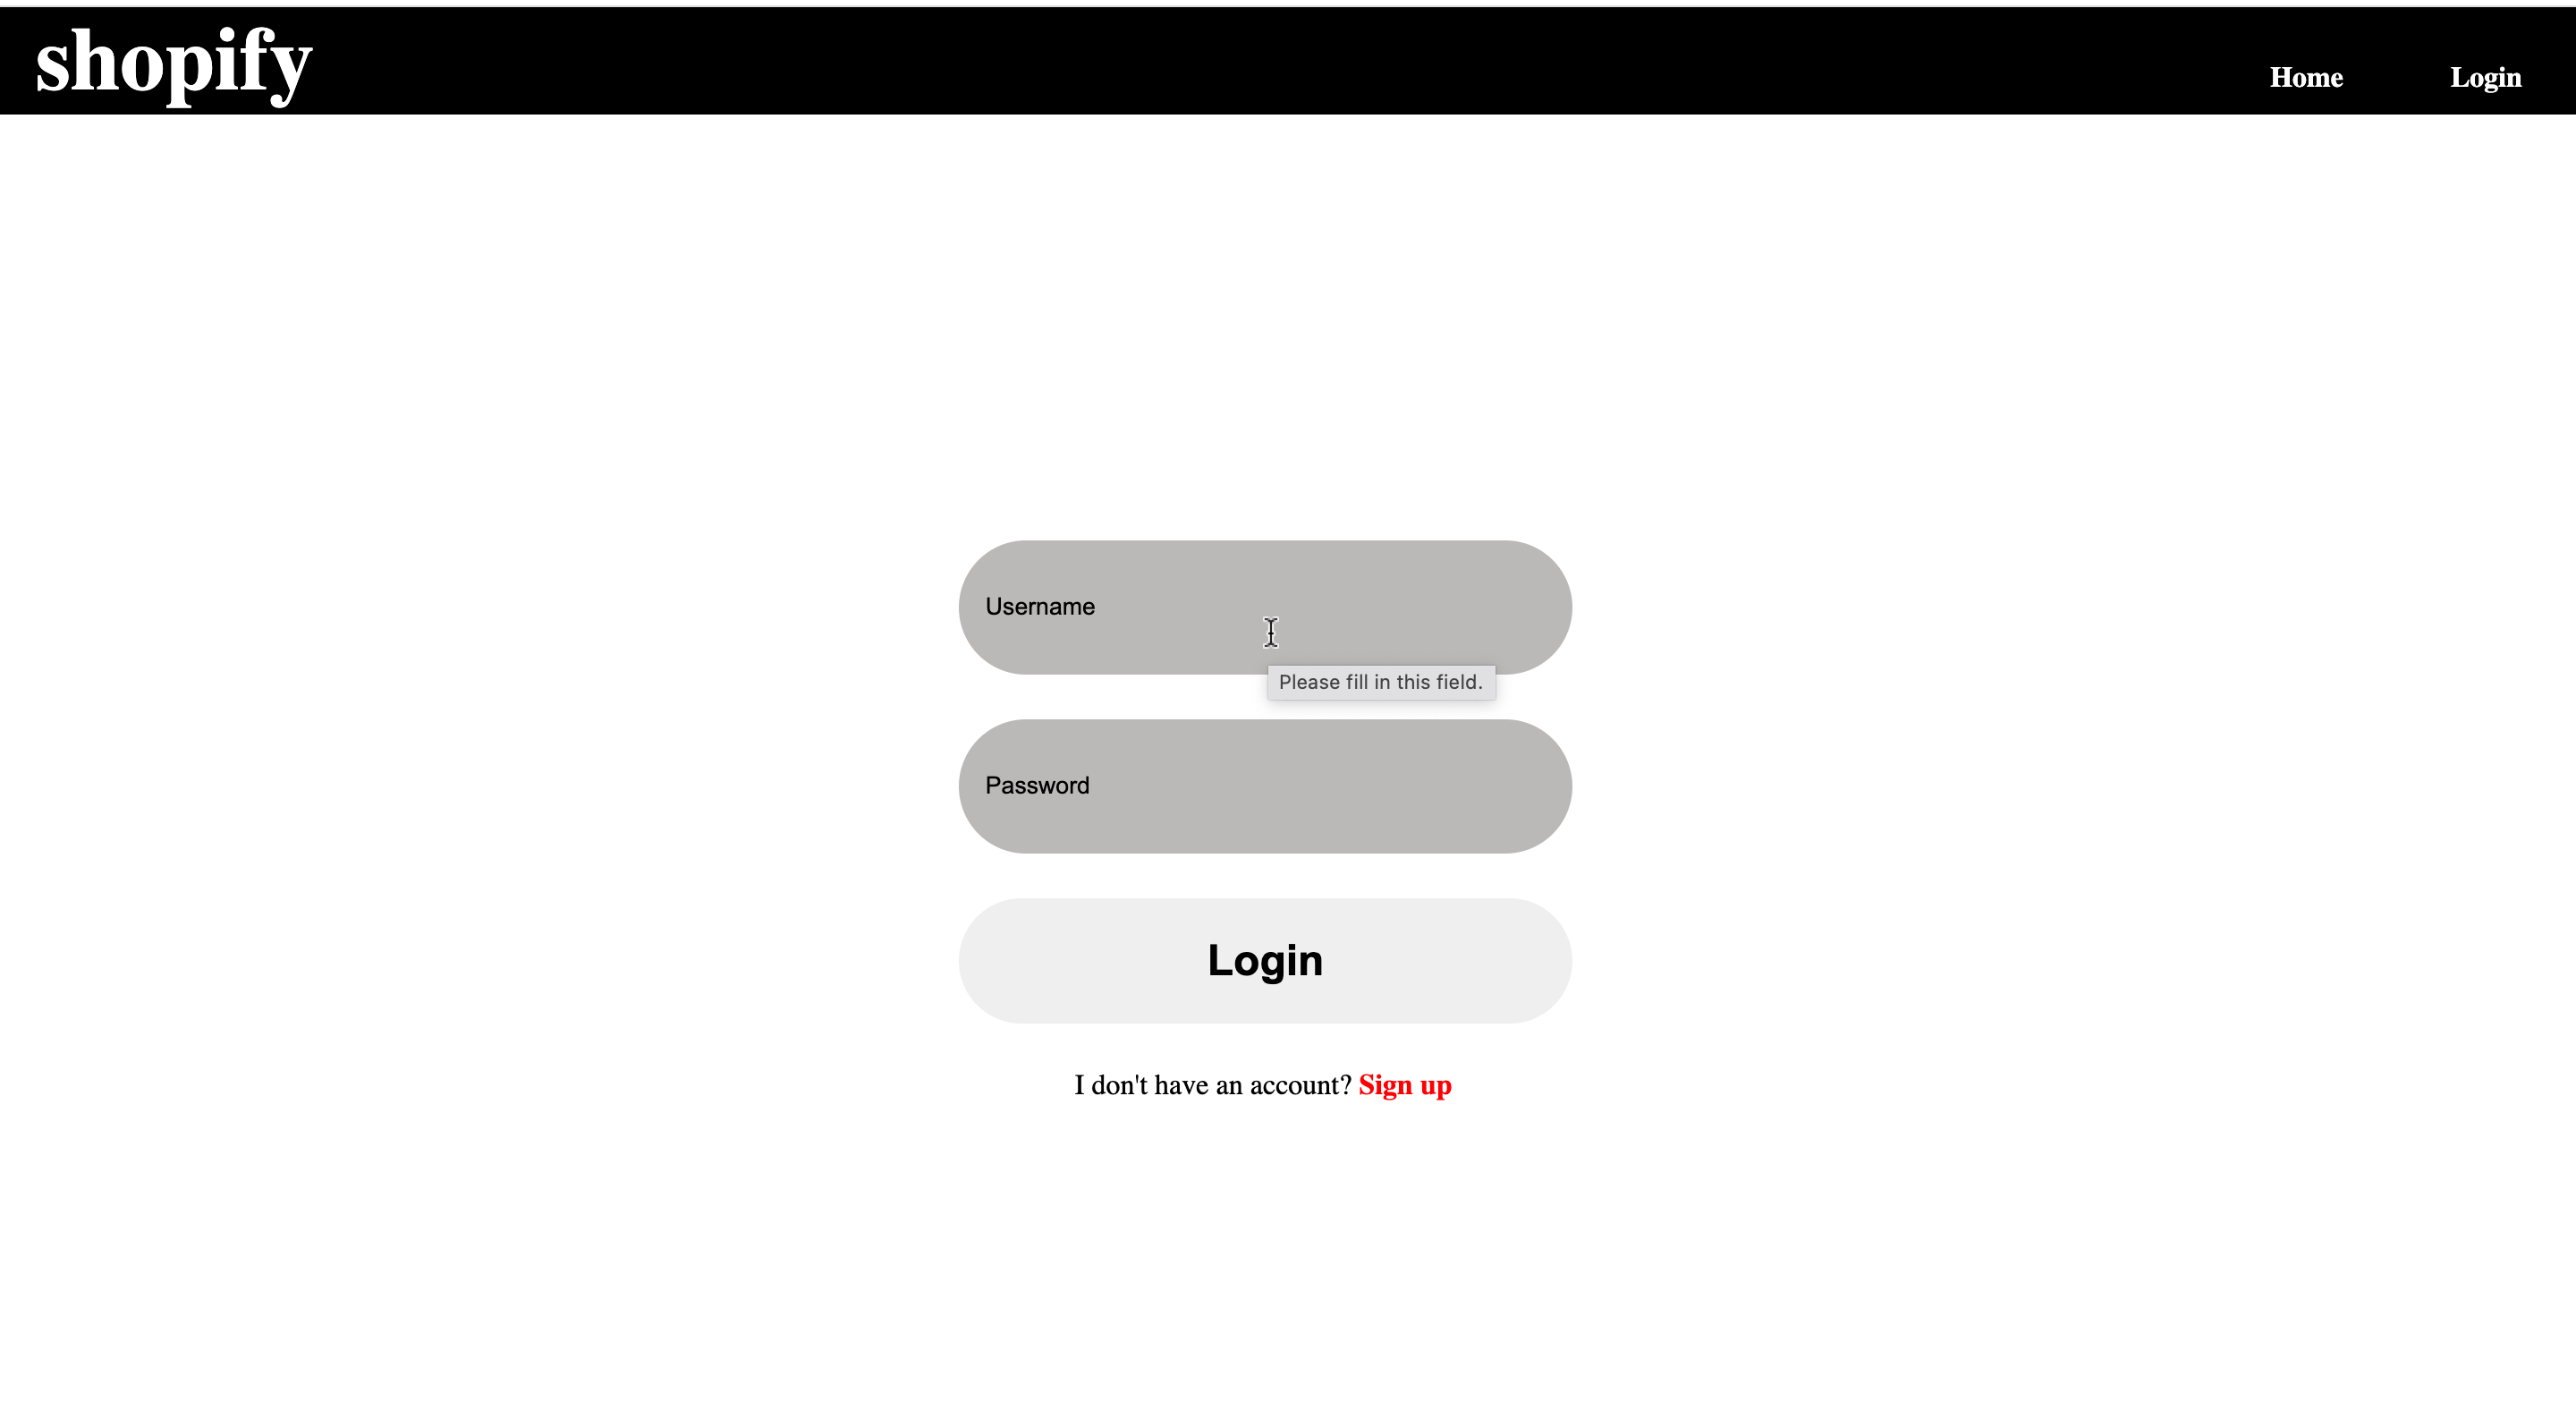 shopify
Home Login
Username
Please fill in this field.
Password
Login
I don't have an account? Sign up